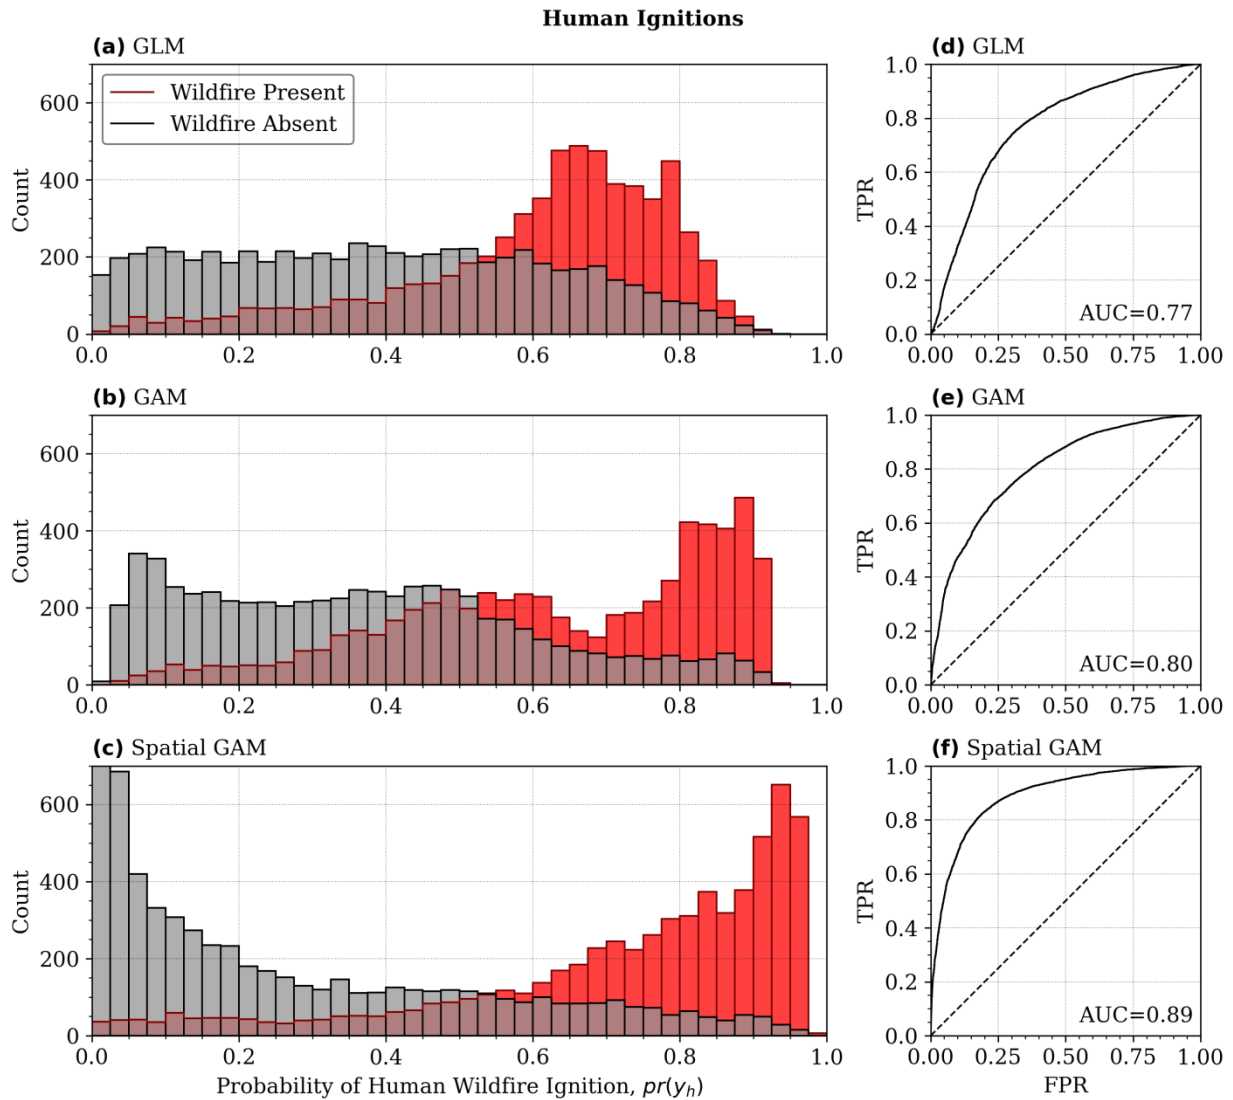 Human Ignitions
(a) GLM
Wildfire Present
Wildfire Absent
600
400
200
0
Count
0.0 0.2 0.4 0.6 0.8 1.0
(d) GLM
1.0
0.8
0.6
0.4
0.2
0.0
TPR
AUC=0.77
0.00 0.25 0.50 0.75 1.00
(b) GAM
600
400
200
0
Count
0.0 0.2 0.4 0.6 0.8 1.0
(e) GAM
1.0
0.8
0.6
0.4
0.2
0.0
TPR
AUC=0.80
0.00 0.25 0.50 0.75 1.00
(c) Spatial GAM
600
400
200
0
Count
0.0 0.2 0.4 0.6 0.8 1.0
Probability of Human Wildfire Ignition, pr(y_h)
(f) Spatial GAM
1.0
0.8
0.6
0.4
0.2
0.0
TPR
AUC=0.89
0.00 0.25 0.50 0.75 1.00
FPR